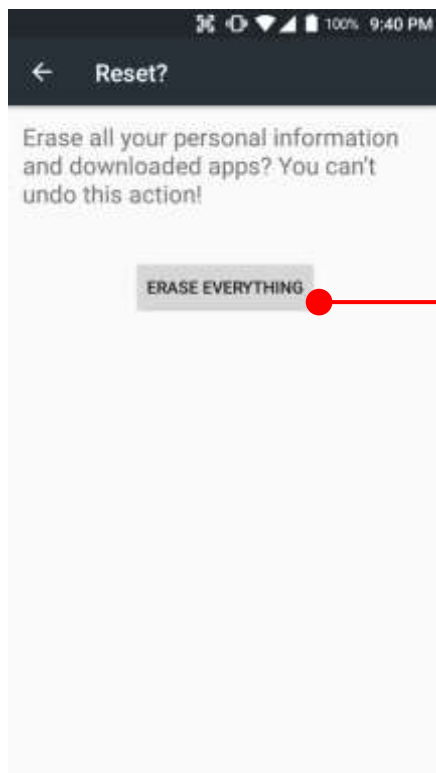 100% 9:40 PM
Reset?
Erase all your personal information
and downloaded apps? You can't
undo this action!
ERASE EVERYTHING